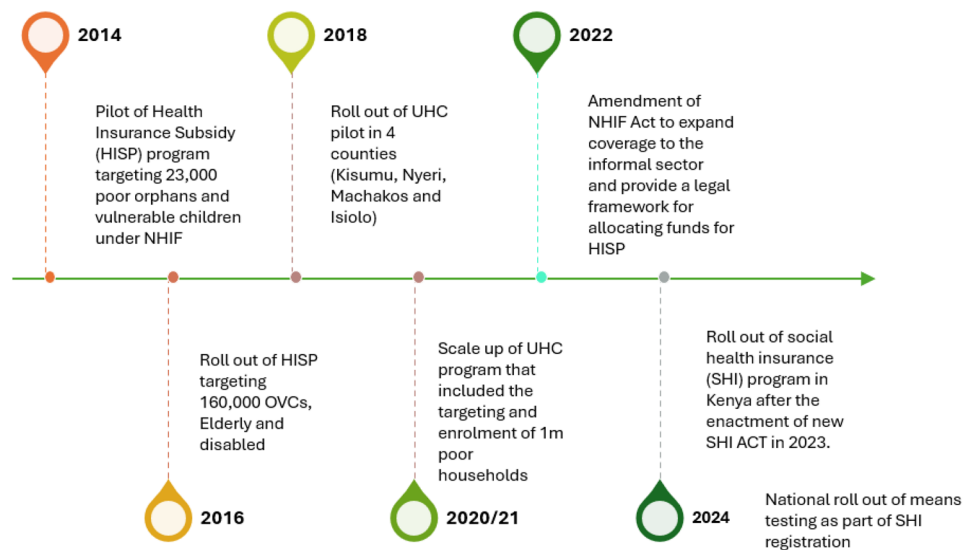 2014
Pilot of Health
Insurance Subsidy
(HISP) program
targeting 23,000
poor orphans and
vulnerable children
under NHIF
2016
Roll out of HISP
targeting
160,000 OVCs,
Elderly and
disabled
2018
Roll out of UHC
pilot in 4
counties
(Kisumu, Nyeri,
Machakos and
Isiolo)
2020/21
Scale up of UHC
program that
included the
targeting and
enrolment of 1m
poor
households
2022
Amendment of
NHIF Act to expand
coverage to the
informal sector
and provide a legal
framework for
allocating funds for
HISP
2024
Roll out of social
health insurance
(SHI) program in
Kenya after the
enactment of new
SHI ACT in 2023.
National roll out of means
testing as part of SHI
registration